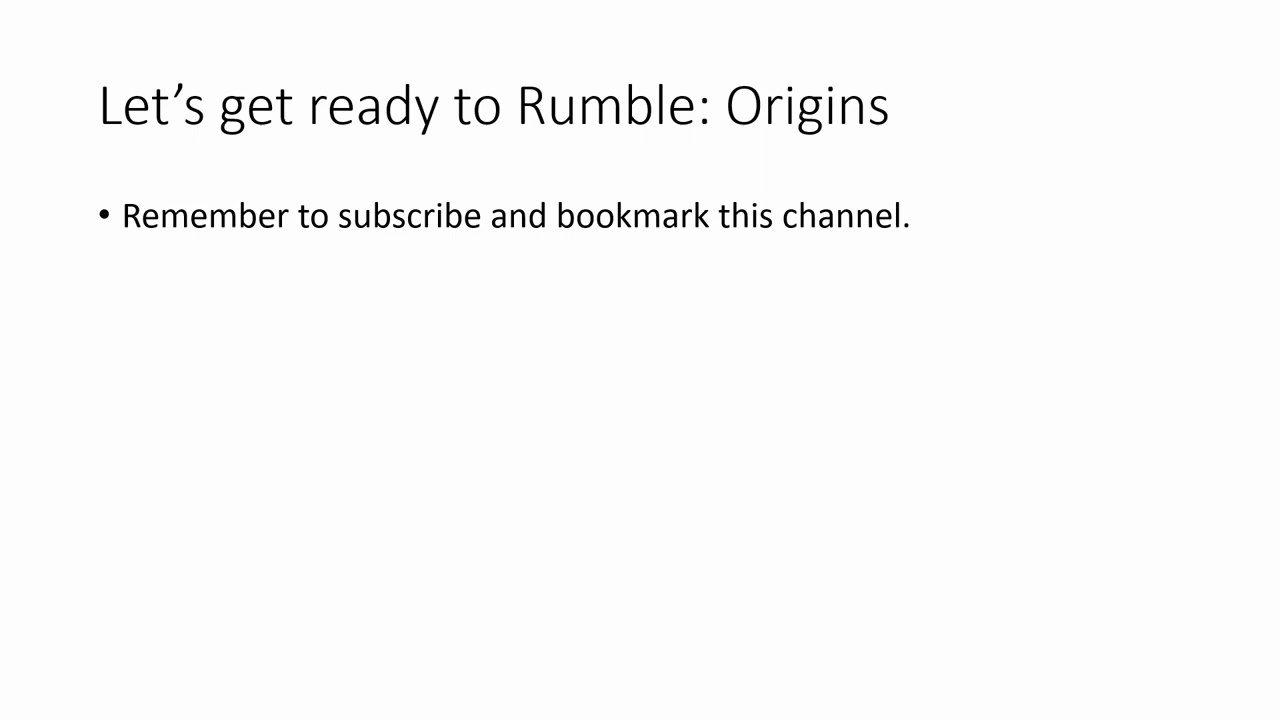 Let’s get ready to Rumble: Origins
• Remember to subscribe and bookmark this channel.